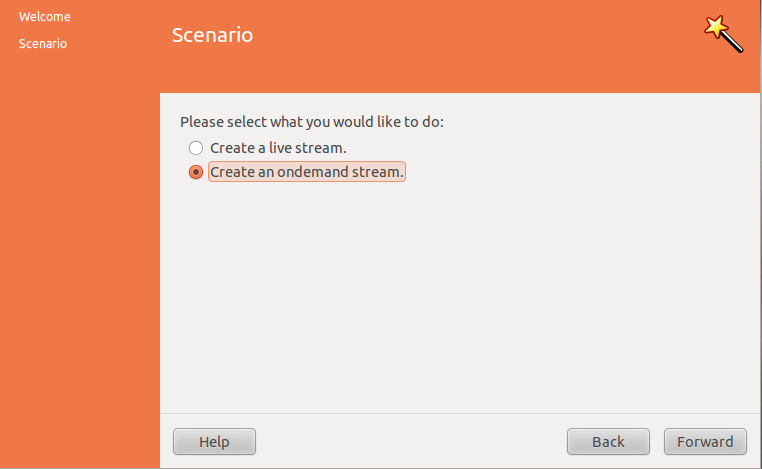 Welcome
Scenario
Scenario
Please select what you would like to do:
Create a live stream.
Create an ondemand stream.
Help
Back
Forward